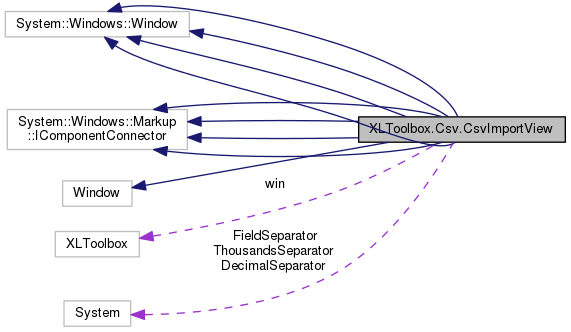 System::Windows::Window
System::Windows::Markup
::IComponentConnector
XLToolbox.Csv.CsvImportView
Window
win
XLToolbox
FieldSeparator
ThousandsSeparator
DecimalSeparator
System